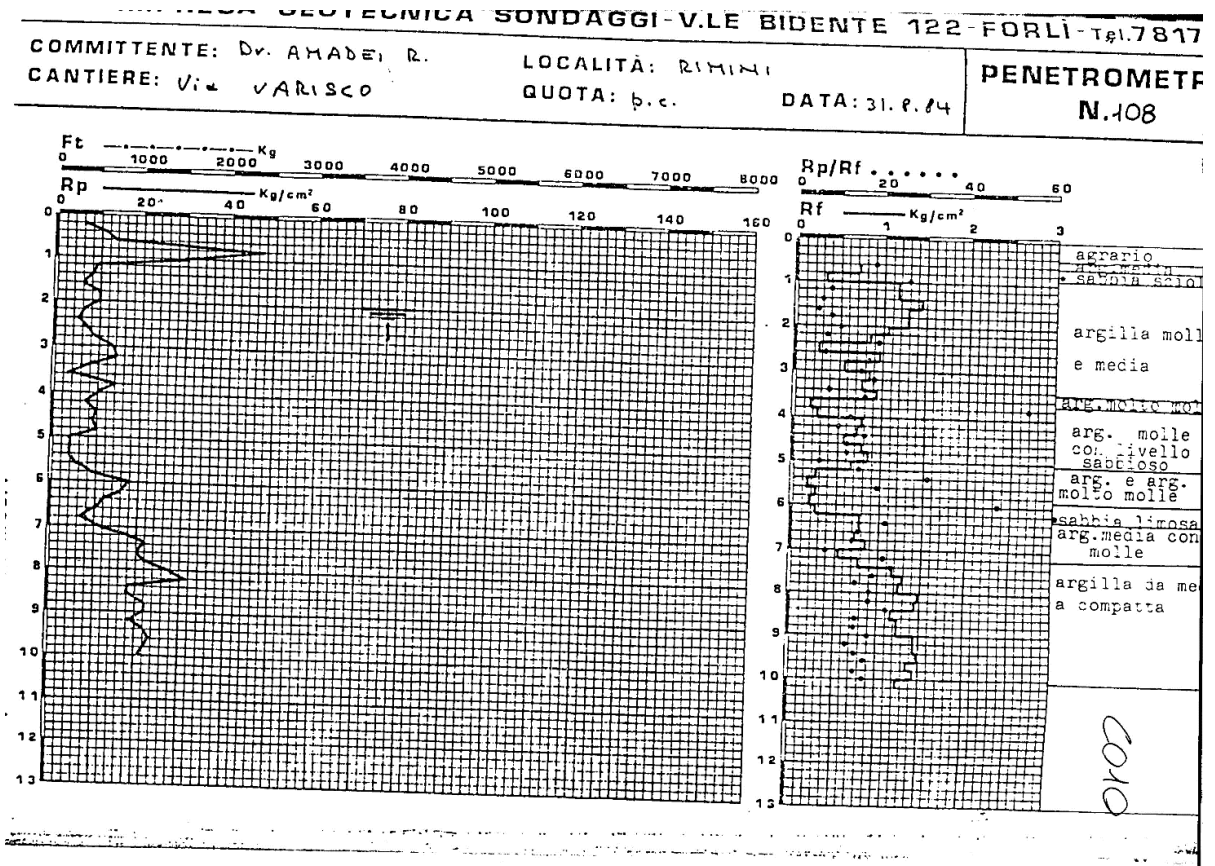 GEOTECNICA SONDAGGI-V.LE BIDENTE 122-FORLÌ-Tel.7817
COMMITTENTE: Dr. AMADEI R.
LOCALITÀ: RIMINI
CANTIERE: Via VARISCO
QUOTA: b.c.
DATA: 31.8.84
PENETROMETR
N.108
Ft Kg
0 1000 2000 3000 4000 5000 6000 7000 8000
Rp Kg/cm²
0 20 40 60 80 100 120 140 160
0
1
2
3
4
5
6
7
8
9
10
11
12
13
Rp/Rf
0 20 40 60
Rf Kg/cm²
0 1 2 3
0
1
2
3
4
5
6
7
8
9
10
11
12
13
agrario
sabbia sciol
argilla moll
e media
arg.molto mol
arg. molle
con livello
sabbioso
arg. e arg.
molto molle
sabbia limosa
arg.media con
molle
argilla da me
a compatta
C010